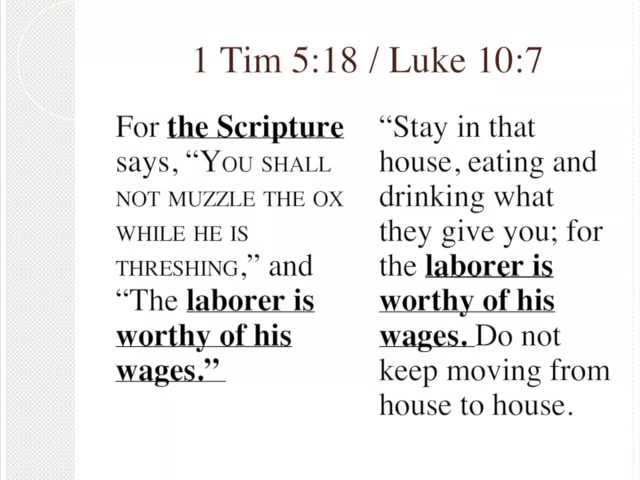 1 Tim 5:18 / Luke 10:7
For the Scripture
says, “YOU SHALL
NOT MUZZLE THE OX
WHILE HE IS
THRESHING,” and
“The laborer is
worthy of his
wages.”
“Stay in that
house, eating and
drinking what
they give you; for
the laborer is
worthy of his
wages. Do not
keep moving from
house to house.